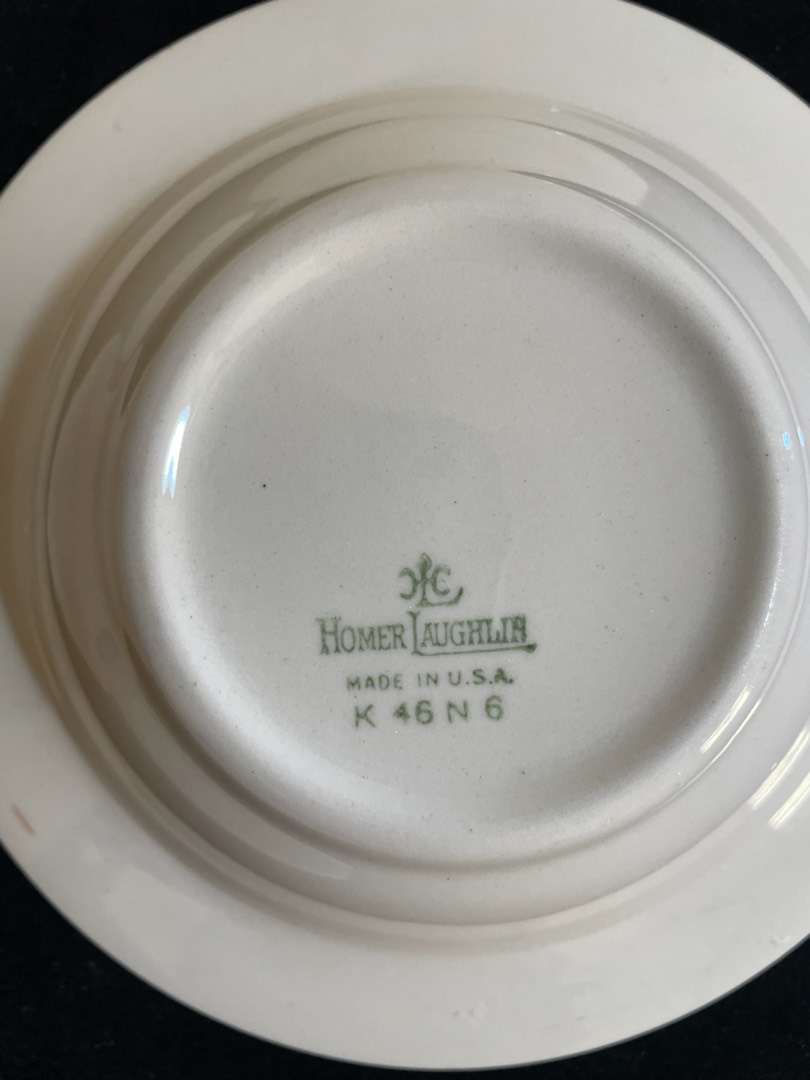 HLC
HOMER LAUGHLIN
MADE IN U.S.A.
K 46 N 6